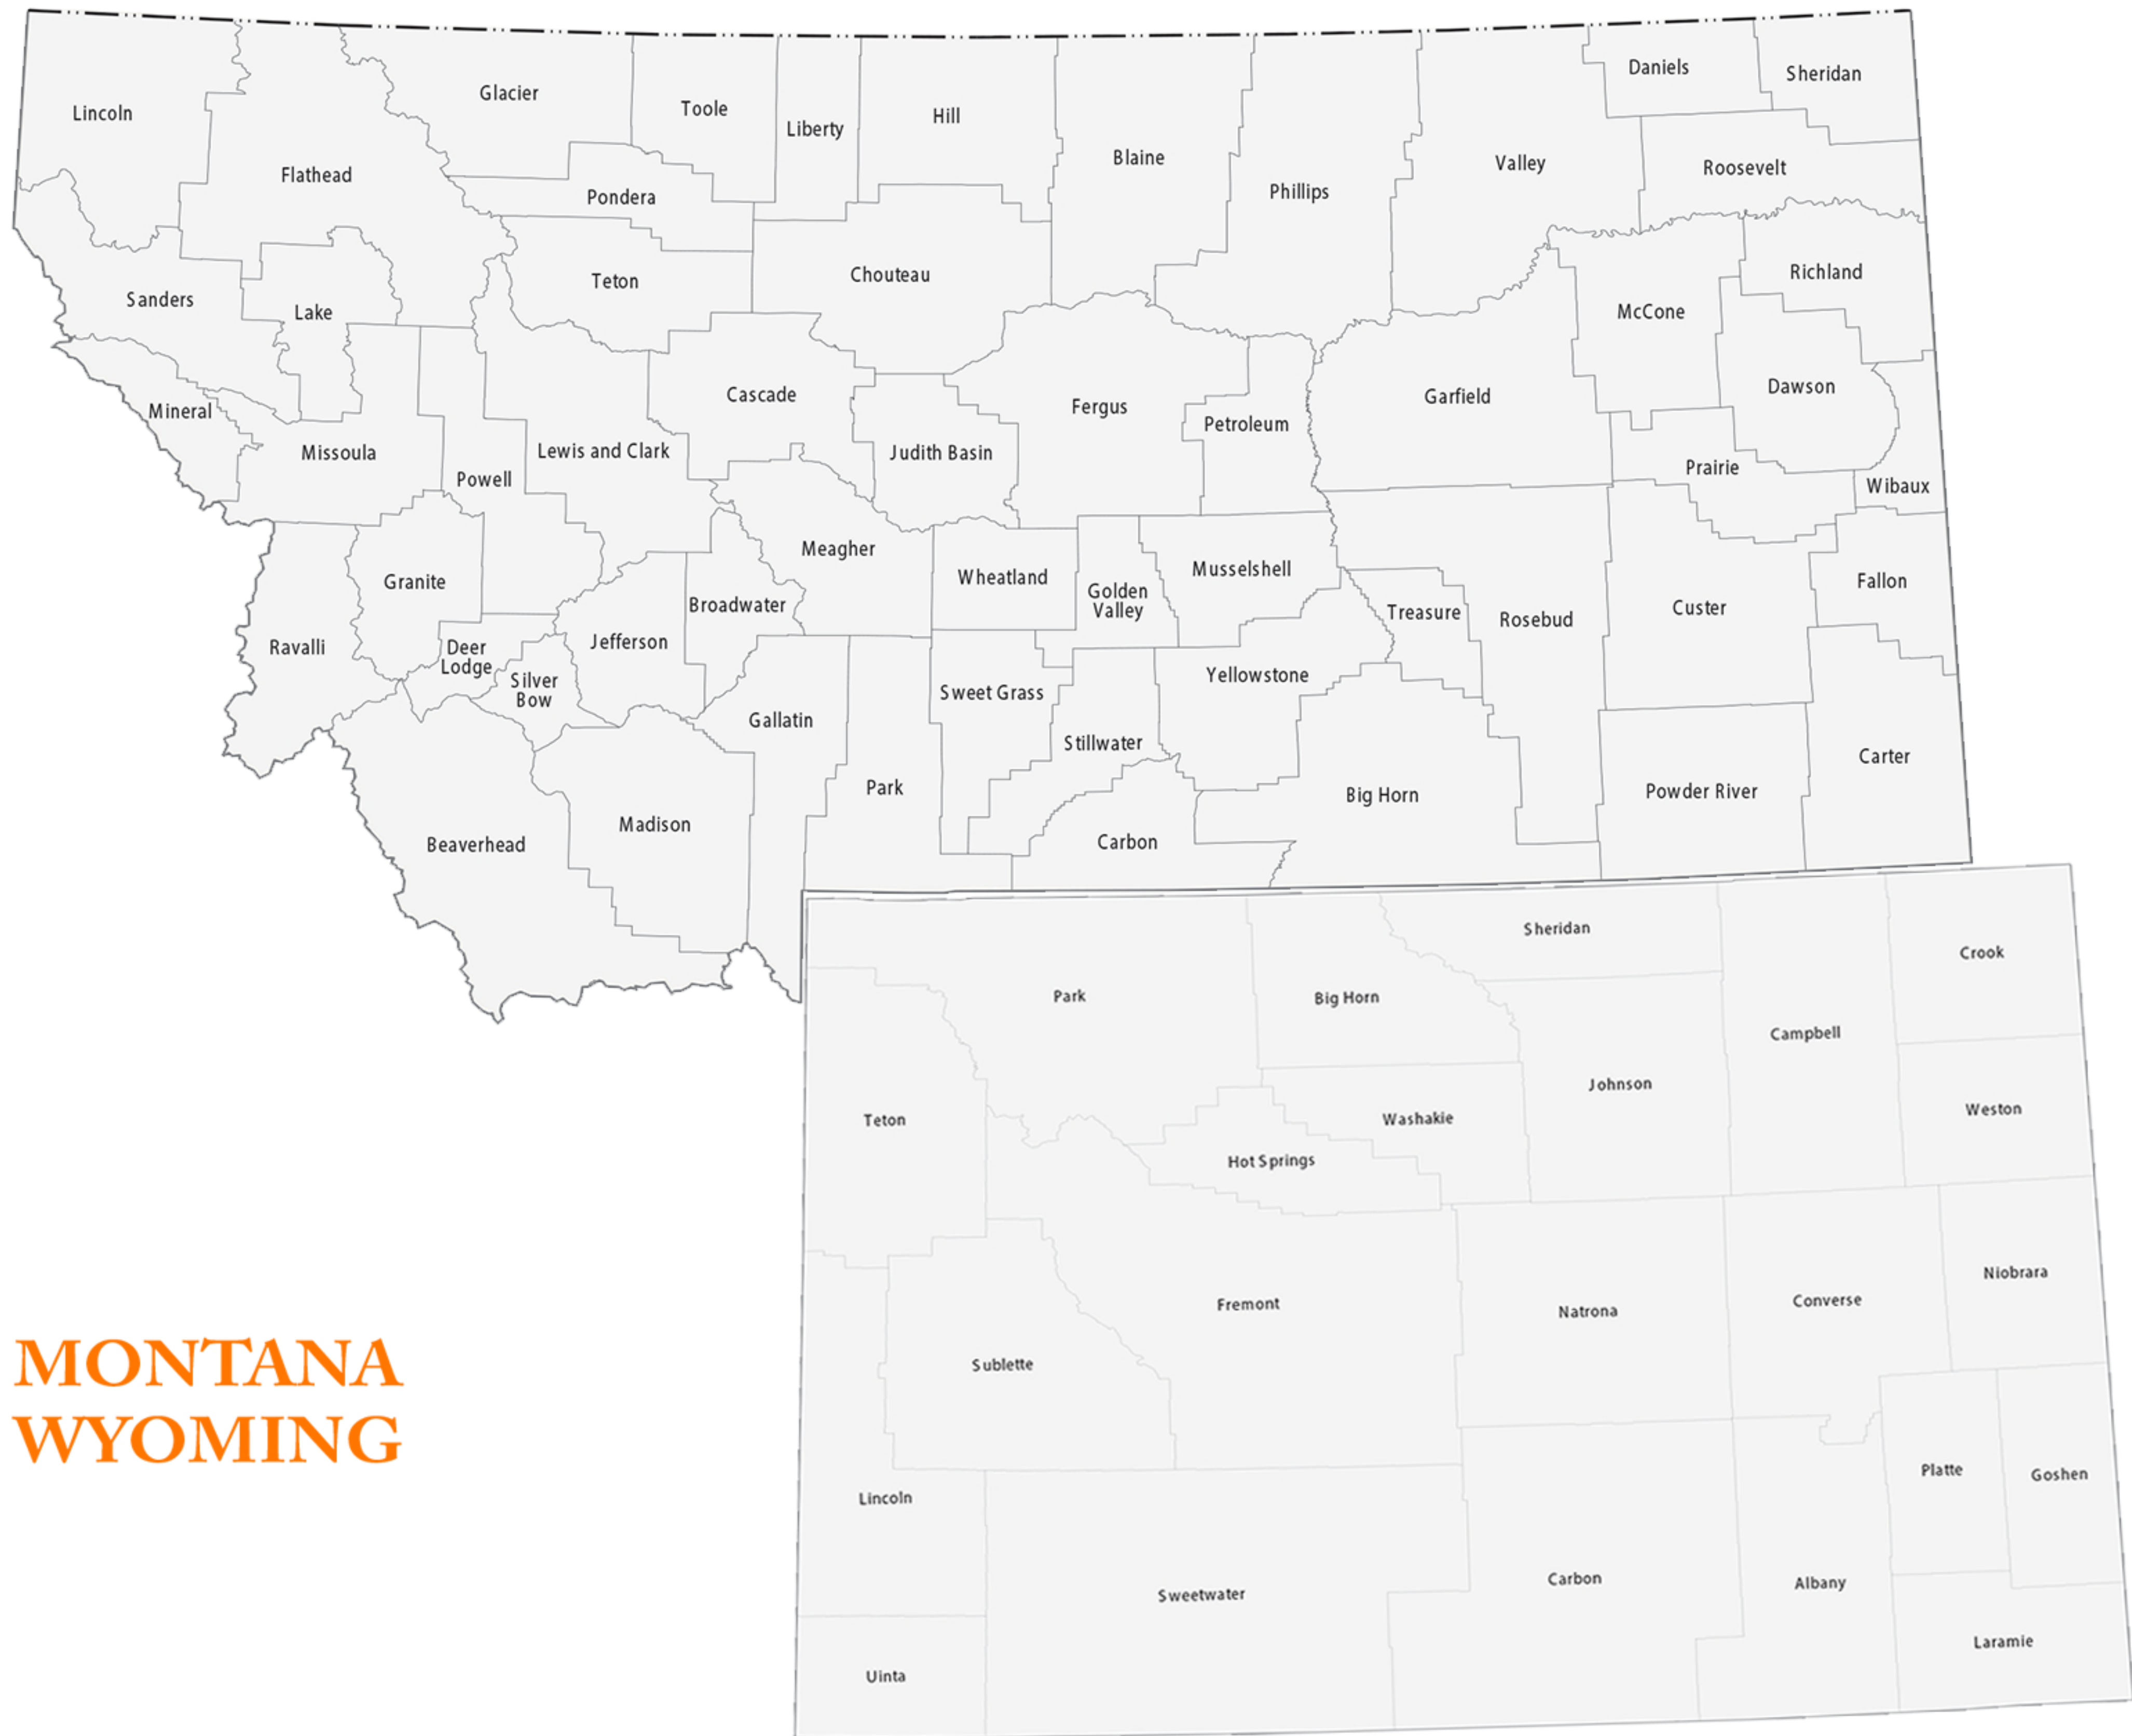 Daniels
Sheridan
Glacier
Toole
Lincoln
Hill
Liberty
Blaine
Valley
Roosevelt
Flathead
Phillips
Pondera
Richland
Chouteau
Teton
Sanders
Lake
McCone
Dawson
Cascade
Garfield
Fergus
Mineral
Petroleum
Missoula
Lewis and Clark
Judith Basin
Prairie
Powell
Wibaux
Meagher
Musselshell
Wheatland
Granite
Fallon
Golden
Valley
Broadwater
Custer
Treasure
Rosebud
Jefferson
Ravalli
Deer
Lodge
Yellowstone
Silver
Bow
Sweet Grass
Gallatin
Stillwater
Carter
Park
Powder River
Big Horn
Madison
Carbon
Beaverhead
Sheridan
Crook
Park
Big Horn
Campbell
Johnson
Weston
Teton
Washakie
Hot Springs
Niobrara
Converse
Fremont
Natrona
Sublette
MONTANA
WYOMING
Platte
Goshen
Lincoln
Carbon
Albany
Sweetwater
Laramie
Uinta